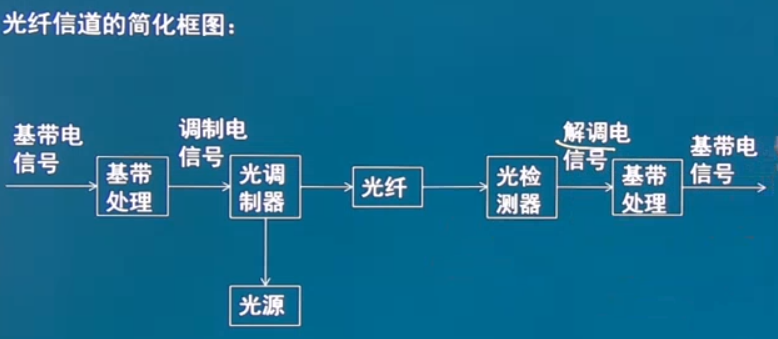 光纤信道的简化框图：
基带电
信号
基带
处理
调制电
信号
光调
制器
光源
光纤
光检
测器
解调电
信号
基带
处理
基带电
信号